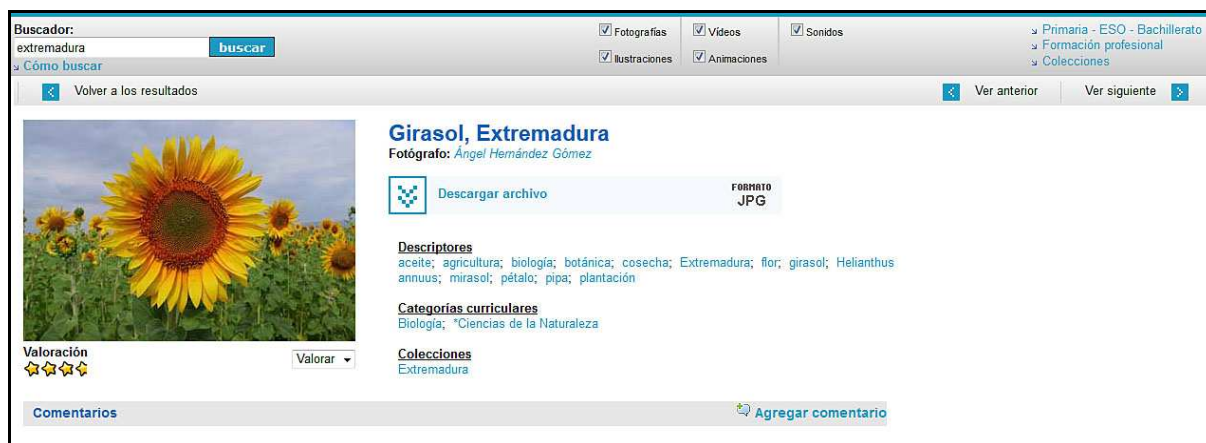 Buscador:
extremadura
buscar
Cómo buscar
Fotografías
Vídeos
Sonidos
Ilustraciones
Animaciones
Primaria - ESO - Bachillerato
Formación profesional
Colecciones
Volver a los resultados
Ver anterior
Ver siguiente
Girasol, Extremadura
Fotógrafo: Ángel Hernández Gómez
Descargar archivo
FORMATO
JPG
Descriptores
aceite; agricultura; biología; botánica; cosecha; Extremadura; flor; girasol; Helianthus
annuus; mirasol; pétalo; pipa; plantación
Categorías curriculares
Biología; *Ciencias de la Naturaleza
Valoración
Valorar
Colecciones
Extremadura
Comentarios
Agregar comentario